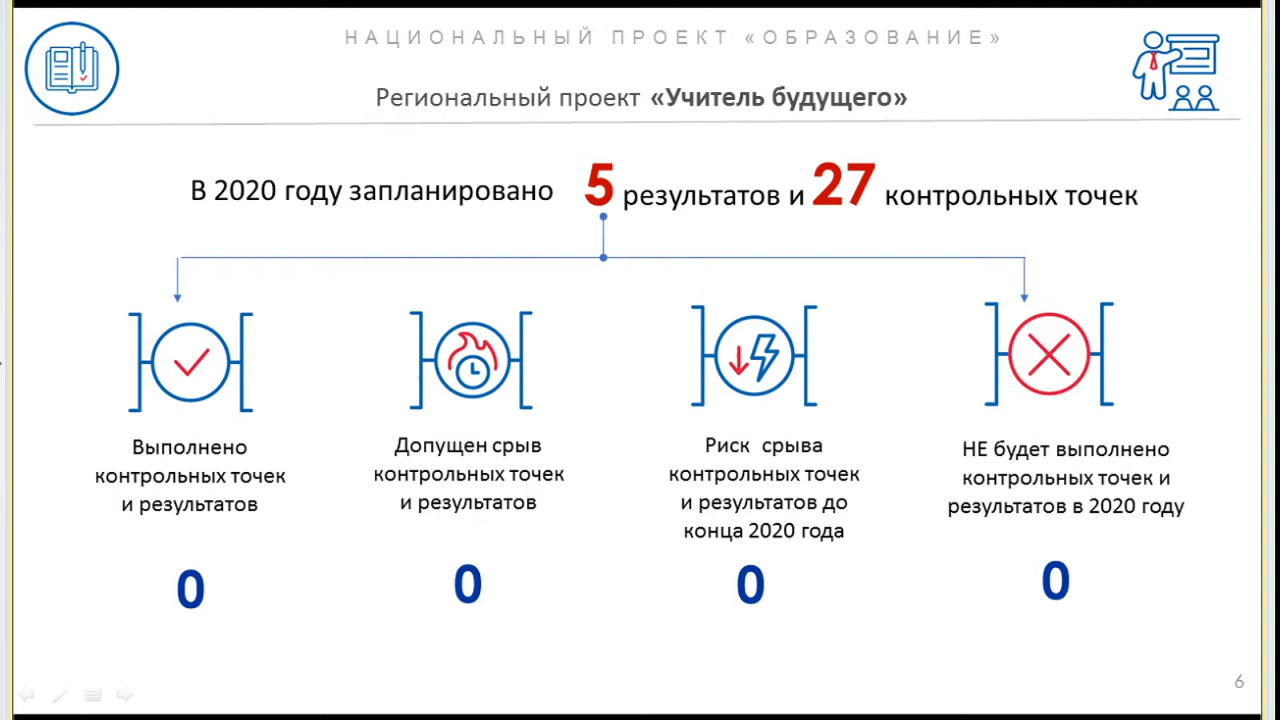 НАЦИОНАЛЬНЫЙ ПРОЕКТ «ОБРАЗОВАНИЕ»
Региональный проект «Учитель будущего»
В 2020 году запланировано 5 результатов и 27 контрольных точек
Выполнено
контрольных точек
и результатов
0
Допущен срыв
контрольных точек
и результатов
0
Риск срыва
контрольных точек
и результатов до
конца 2020 года
0
НЕ будет выполнено
контрольных точек и
результатов в 2020 году
0
6